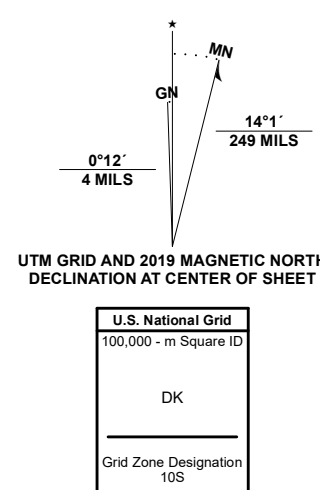 ★
MN
GN
0°12´
4 MILS
14°1´
249 MILS
UTM GRID AND 2019 MAGNETIC NORTH
DECLINATION AT CENTER OF SHEET
U.S. National Grid
100,000 - m Square ID
DK
Grid Zone Designation
10S